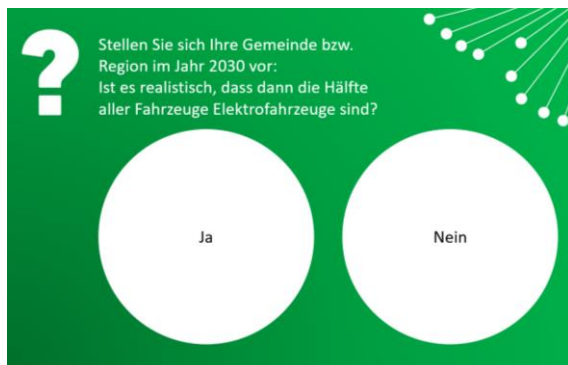 ?
Stellen Sie sich Ihre Gemeinde bzw.
Region im Jahr 2030 vor:
Ist es realistisch, dass dann die Hälfte
aller Fahrzeuge Elektrofahrzeuge sind?
Ja
Nein